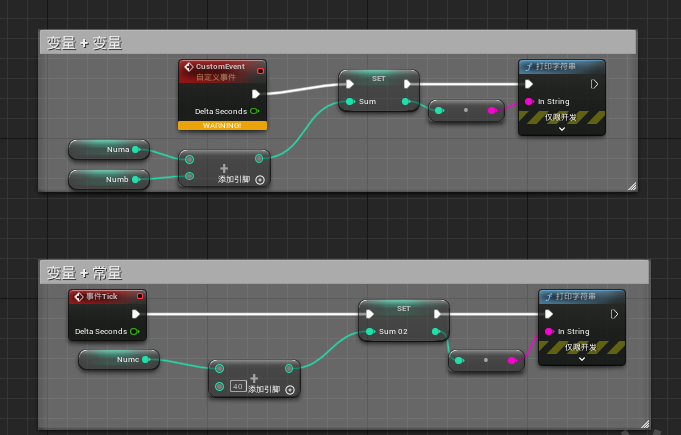 变量 + 变量
CustomEvent
自定义事件
Delta Seconds
WARNING!
SET
Sum
打印字符串
In String
仅限开发
Numa
Numb
添加引脚
变量 + 常量
事件Tick
Delta Seconds
SET
Sum 02
打印字符串
In String
仅限开发
Numc
40
添加引脚